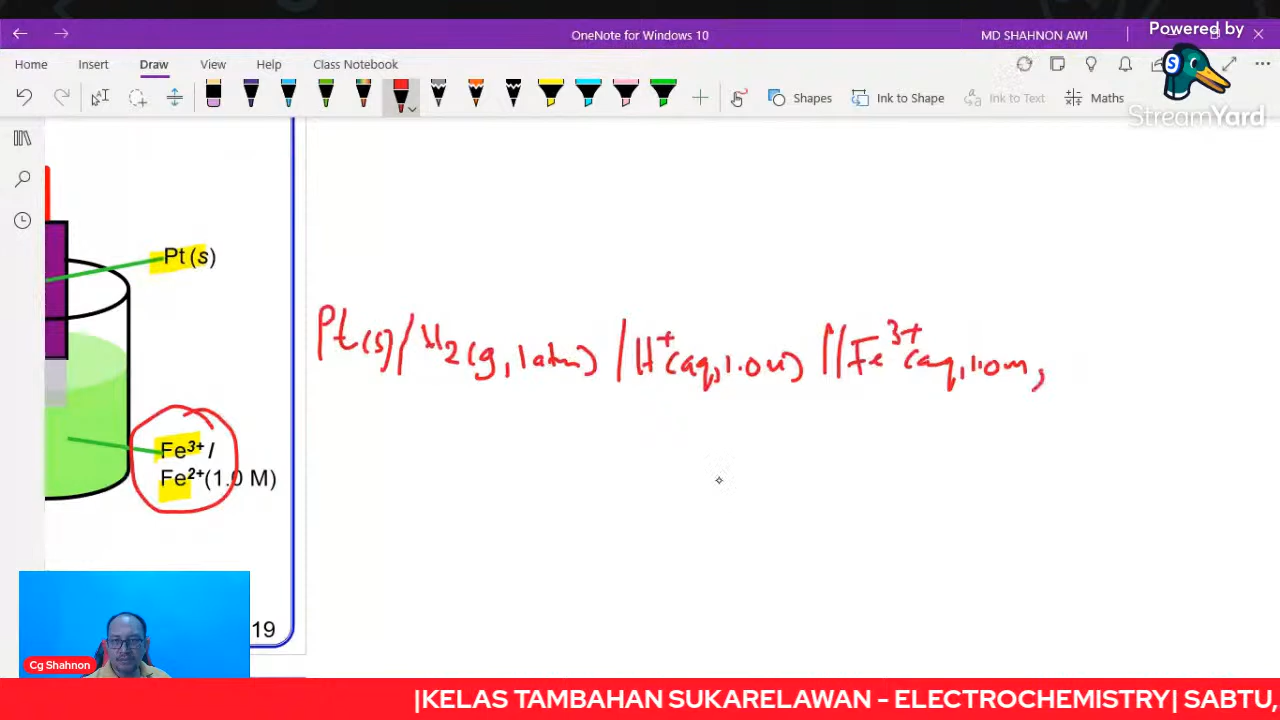 Powered by
StreamYard
OneNote for Windows 10
MD SHAHNON AWI
Home Insert Draw View Help Class Notebook
Shapes Ink to Shape Ink to Text Maths
Pt (s)
Pt(s)/H₂(g,1atm)/H⁺(aq,1.0M)//Fe³⁺(aq,1.0M,
Fe³⁺/
Fe²⁺(1.0 M)
19
Cg Shahnon
|KELAS TAMBAHAN SUKARELAWAN - ELECTROCHEMISTRY| SABTU,